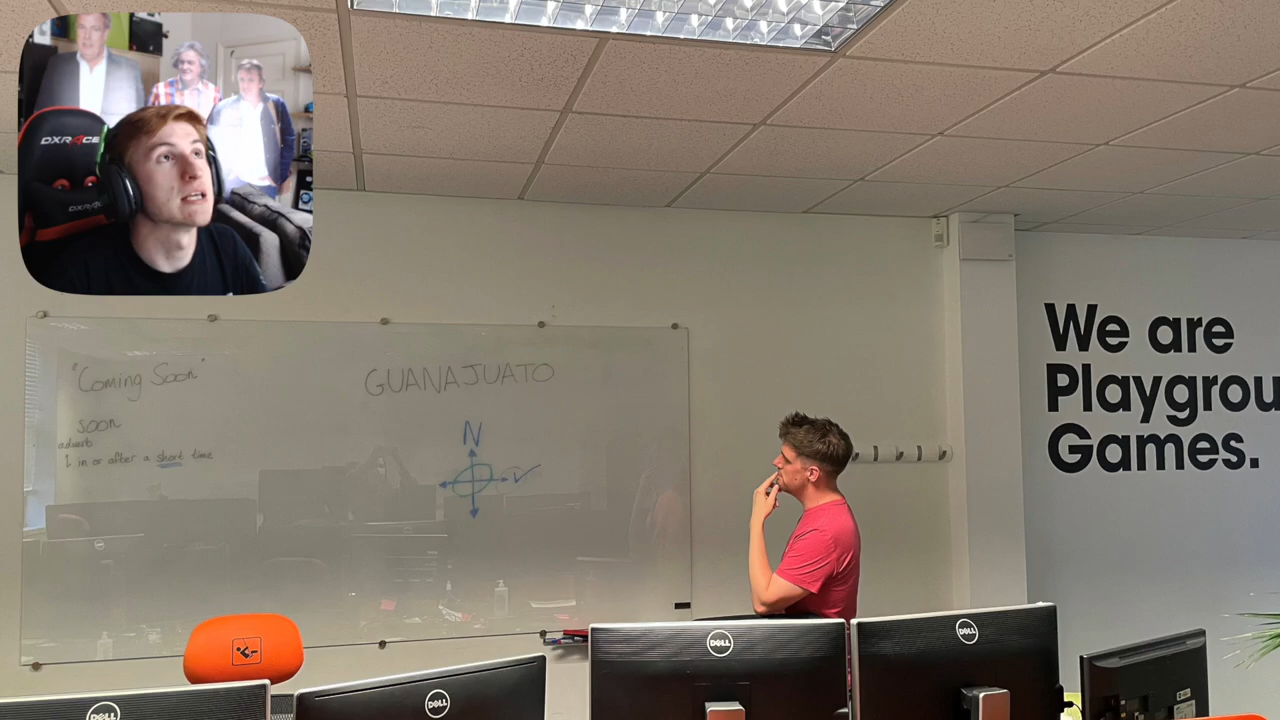 DXRACER
DXRACER
"Coming Soon"
soon
adverb
1 in or after a short time
GUANAJUATO
N
We are
Playgrou
Games.
DELL
DELL
DELL
DELL